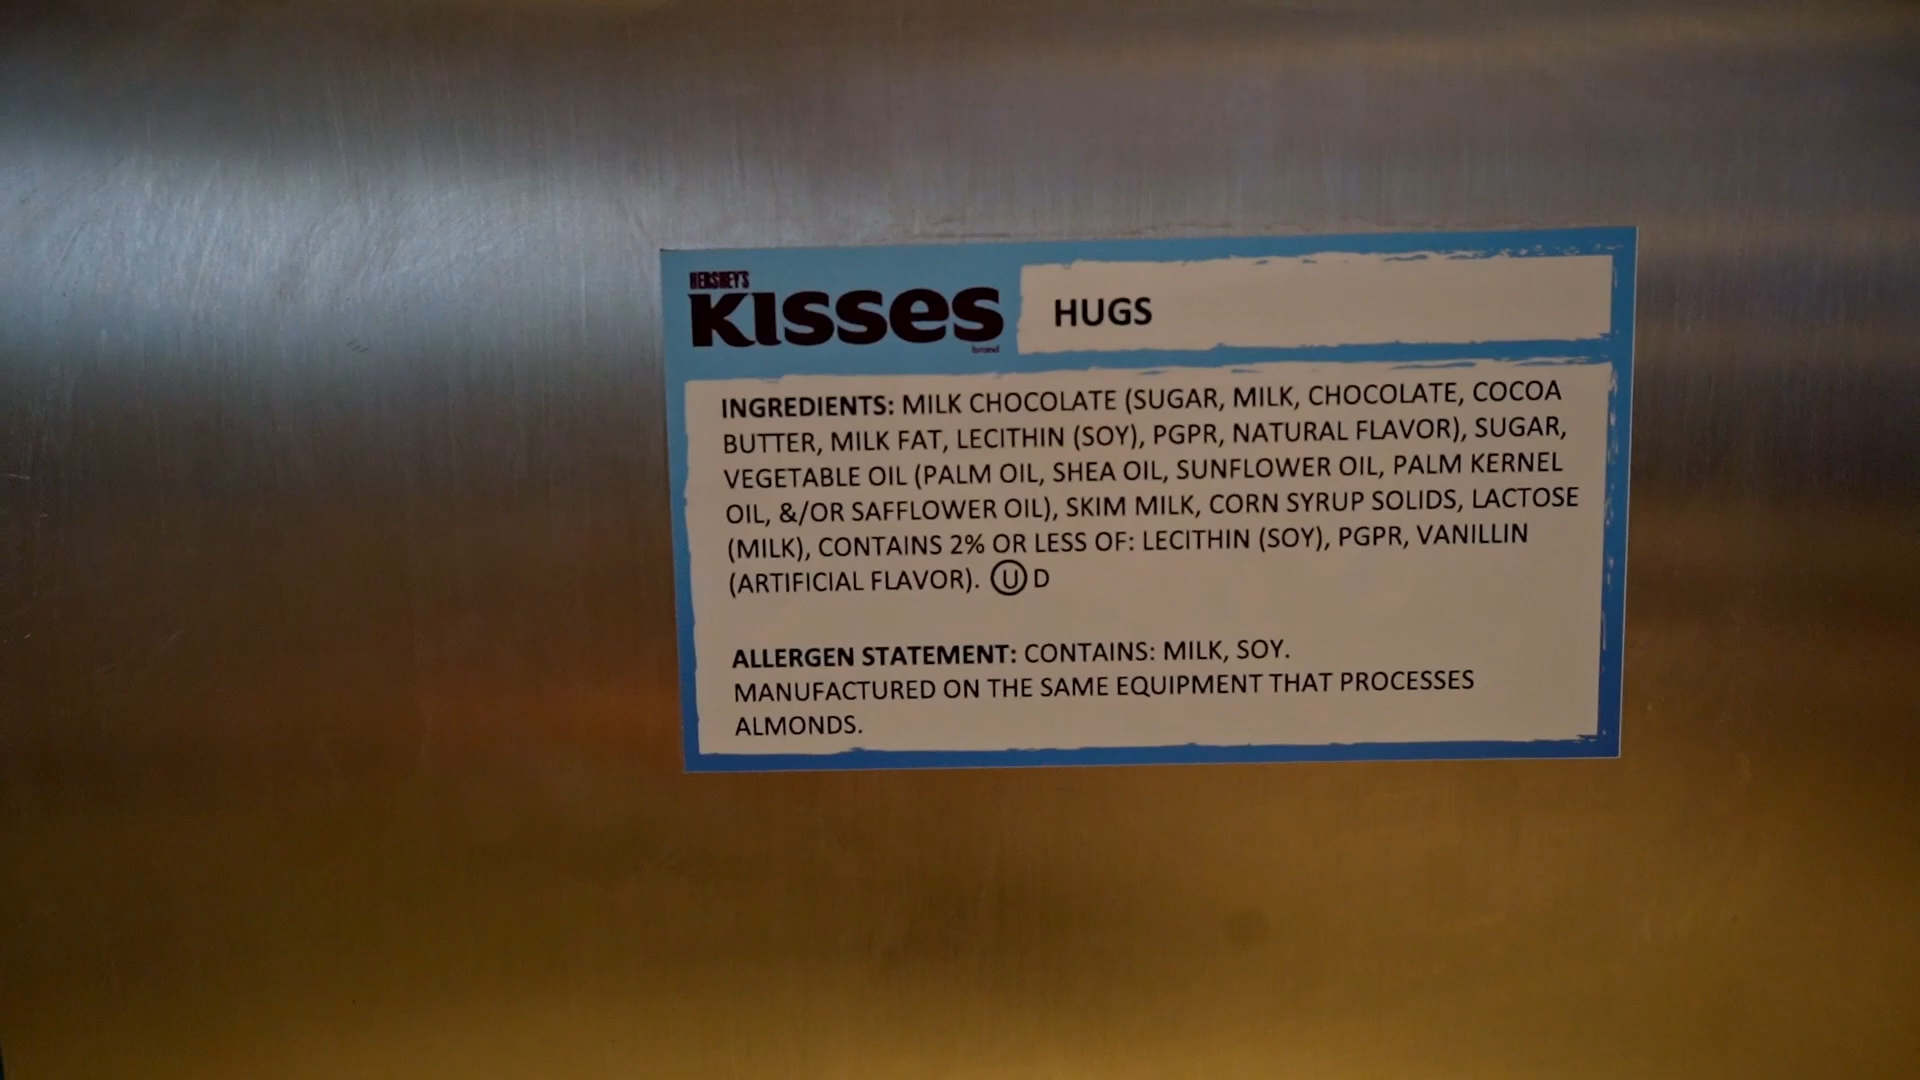 HERSHEY'S
KISSES
brand
HUGS
INGREDIENTS: MILK CHOCOLATE (SUGAR, MILK, CHOCOLATE, COCOA
BUTTER, MILK FAT, LECITHIN (SOY), PGPR, NATURAL FLAVOR), SUGAR,
VEGETABLE OIL (PALM OIL, SHEA OIL, SUNFLOWER OIL, PALM KERNEL
OIL, &/OR SAFFLOWER OIL), SKIM MILK, CORN SYRUP SOLIDS, LACTOSE
(MILK), CONTAINS 2% OR LESS OF: LECITHIN (SOY), PGPR, VANILLIN
(ARTIFICIAL FLAVOR). Ⓤ D
ALLERGEN STATEMENT: CONTAINS: MILK, SOY.
MANUFACTURED ON THE SAME EQUIPMENT THAT PROCESSES
ALMONDS.